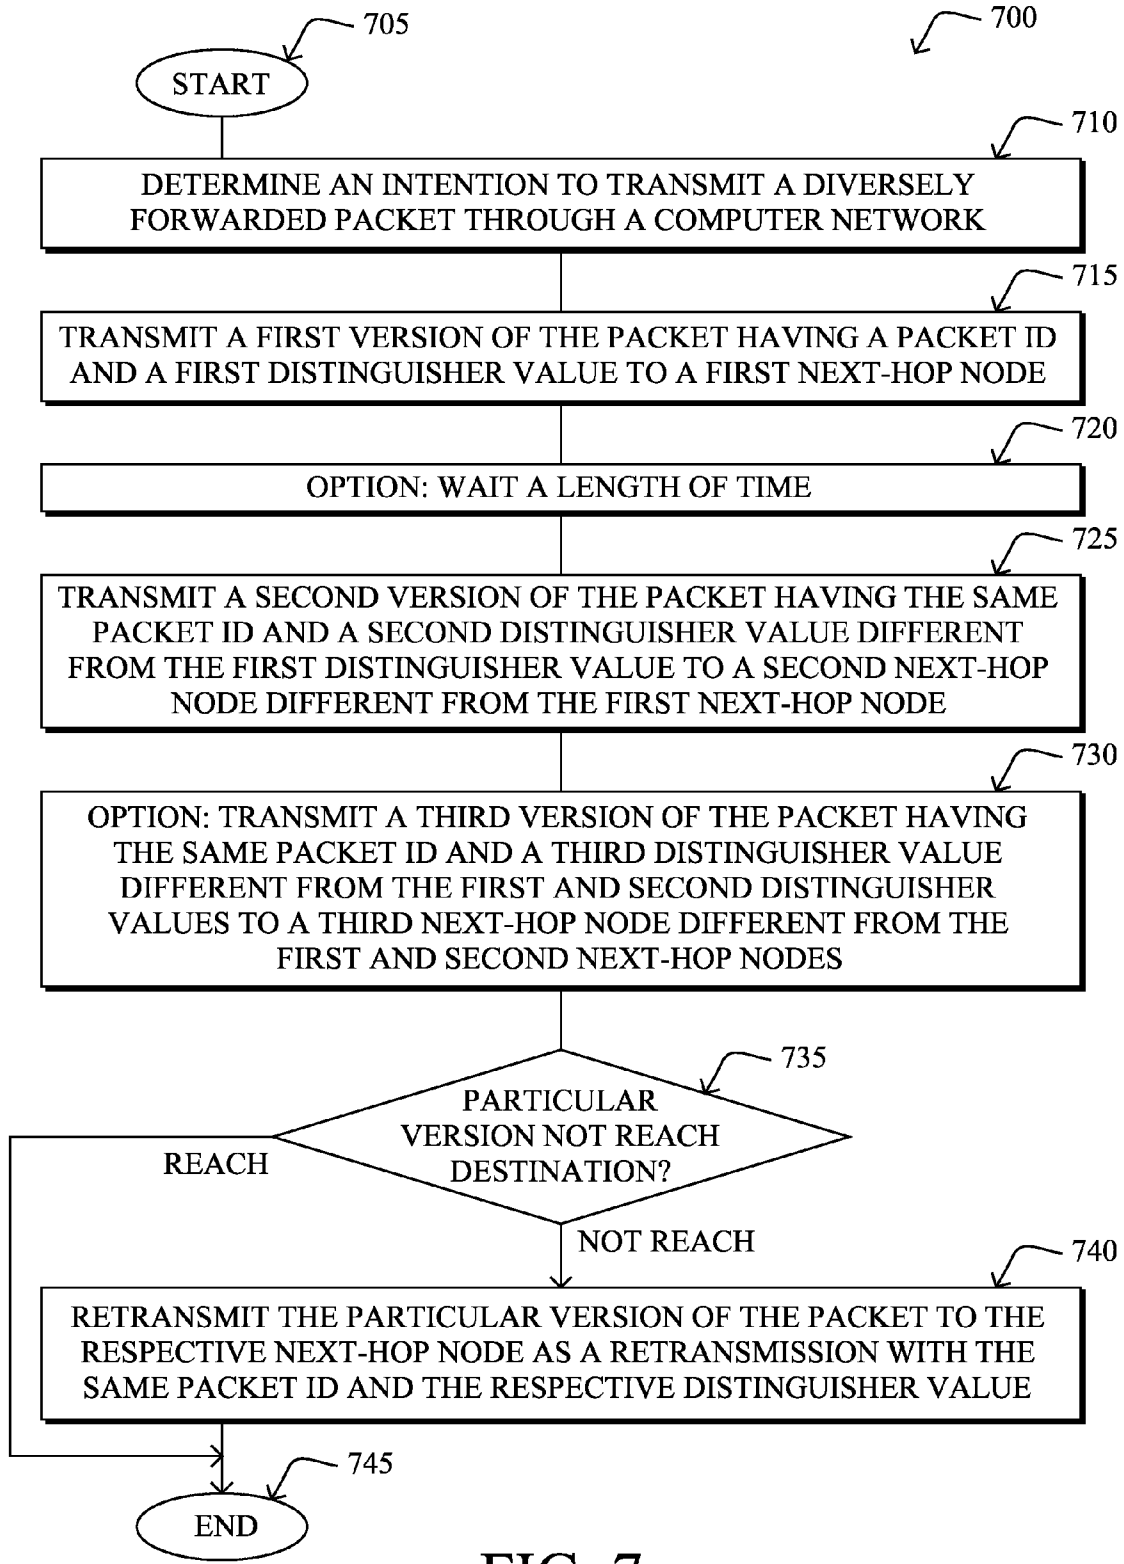 705
700
START
710
DETERMINE AN INTENTION TO TRANSMIT A DIVERSELY
FORWARDED PACKET THROUGH A COMPUTER NETWORK
715
TRANSMIT A FIRST VERSION OF THE PACKET HAVING A PACKET ID
AND A FIRST DISTINGUISHER VALUE TO A FIRST NEXT-HOP NODE
720
OPTION: WAIT A LENGTH OF TIME
725
TRANSMIT A SECOND VERSION OF THE PACKET HAVING THE SAME
PACKET ID AND A SECOND DISTINGUISHER VALUE DIFFERENT
FROM THE FIRST DISTINGUISHER VALUE TO A SECOND NEXT-HOP
NODE DIFFERENT FROM THE FIRST NEXT-HOP NODE
730
OPTION: TRANSMIT A THIRD VERSION OF THE PACKET HAVING
THE SAME PACKET ID AND A THIRD DISTINGUISHER VALUE
DIFFERENT FROM THE FIRST AND SECOND DISTINGUISHER
VALUES TO A THIRD NEXT-HOP NODE DIFFERENT FROM THE
FIRST AND SECOND NEXT-HOP NODES
735
PARTICULAR
VERSION NOT REACH
DESTINATION?
REACH
NOT REACH
740
RETRANSMIT THE PARTICULAR VERSION OF THE PACKET TO THE
RESPECTIVE NEXT-HOP NODE AS A RETRANSMISSION WITH THE
SAME PACKET ID AND THE RESPECTIVE DISTINGUISHER VALUE
745
END
FIG. 7